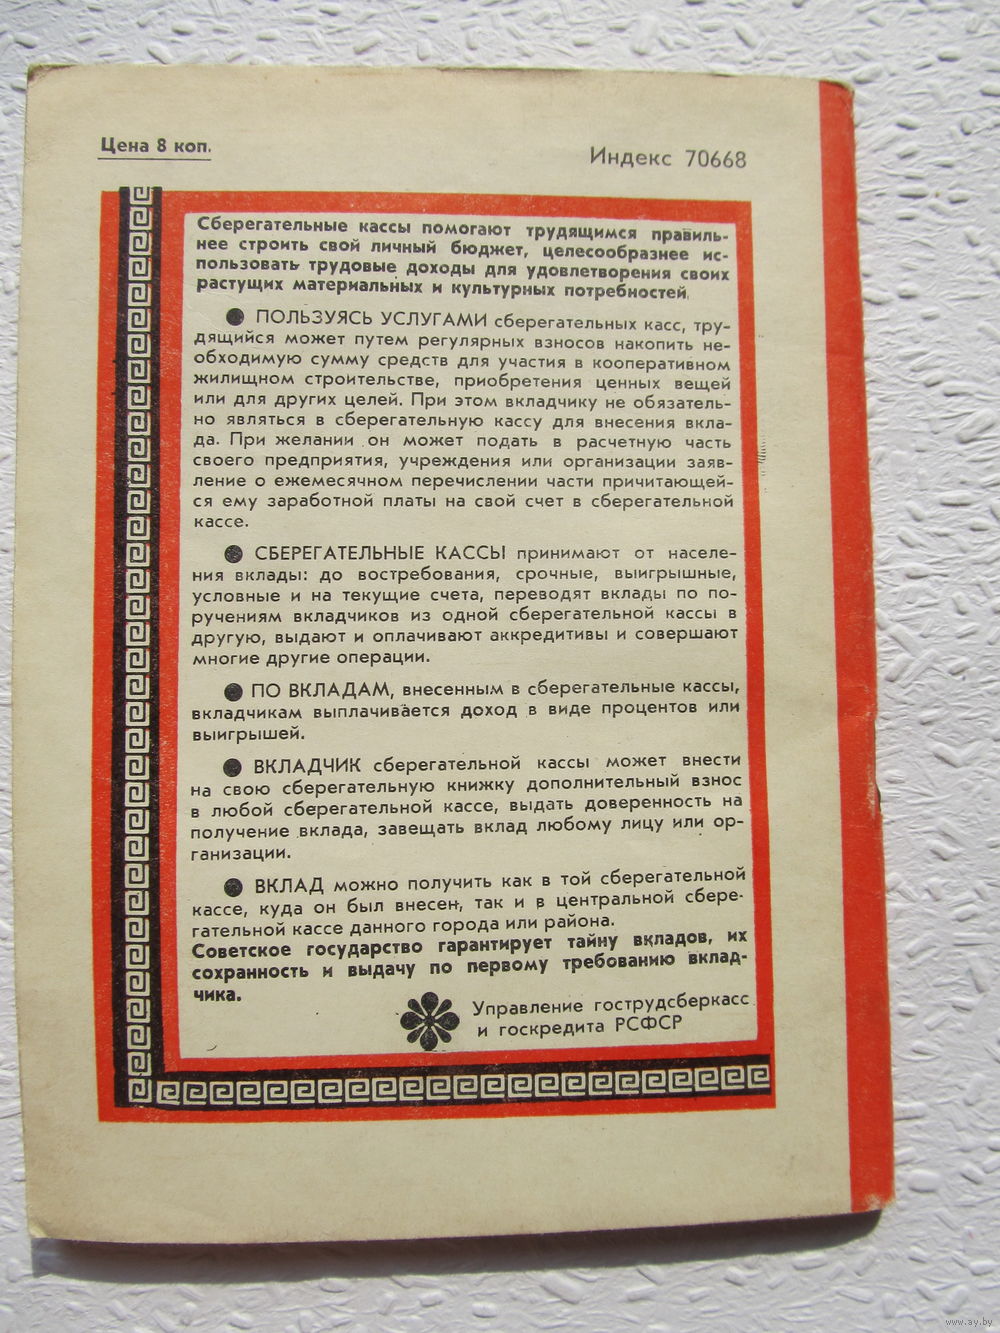 Цена 8 коп.
Индекс 70668
Сберегательные кассы помогают трудящимся правиль-
нее строить свой личный бюджет, целесообразнее ис-
пользовать трудовые доходы для удовлетворения своих
растущих материальных и культурных потребностей.
● ПОЛЬЗУЯСЬ УСЛУГАМИ сберегательных касс, тру-
дящийся может путем регулярных взносов накопить не-
обходимую сумму средств для участия в кооперативном
жилищном строительстве, приобретения ценных вещей
или для других целей. При этом вкладчику не обязатель-
но являться в сберегательную кассу для внесения вкла-
да. При желании он может подать в расчетную часть
своего предприятия, учреждения или организации заяв-
ление о ежемесячном перечислении части причитающей-
ся ему заработной платы на свой счет в сберегательной
кассе.
● СБЕРЕГАТЕЛЬНЫЕ КАССЫ принимают от населе-
ния вклады: до востребования, срочные, выигрышные,
условные и на текущие счета, переводят вклады по по-
ручениям вкладчиков из одной сберегательной кассы в
другую, выдают и оплачивают аккредитивы и совершают
многие другие операции.
● ПО ВКЛАДАМ, внесенным в сберегательные кассы,
вкладчикам выплачивается доход в виде процентов или
выигрышей.
● ВКЛАДЧИК сберегательной кассы может внести
на свою сберегательную книжку дополнительный взнос
в любой сберегательной кассе, выдать доверенность на
получение вклада, завещать вклад любому лицу или ор-
ганизации.
● ВКЛАД можно получить как в той сберегательной
кассе, куда он был внесен, так и в центральной сбере-
гательной кассе данного города или района.
Советское государство гарантирует тайну вкладов, их
сохранность и выдачу по первому требованию вклад-
чика.
Управление гострудсберкасс
и госкредита РСФСР
www.ay.by